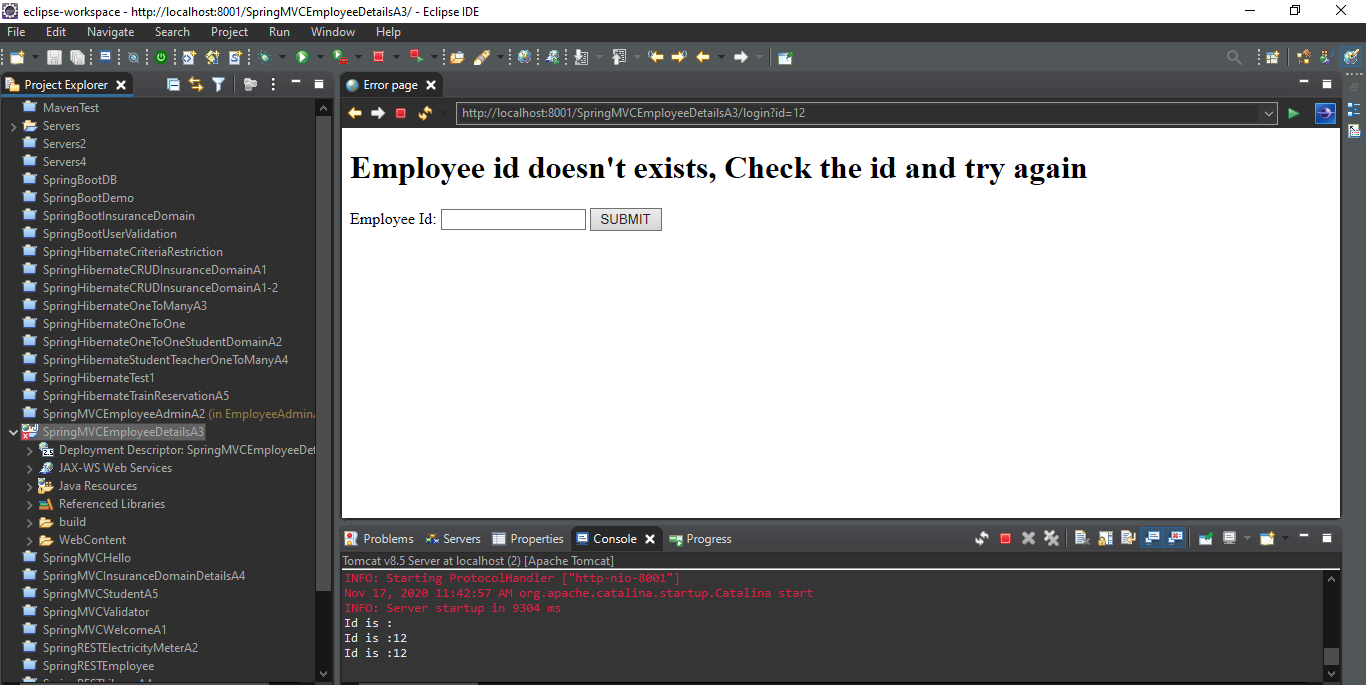 eclipse-workspace - http://localhost:8001/SpringMVCEmployeeDetailsA3/ - Eclipse IDE
File Edit Navigate Search Project Run Window Help
Project Explorer
MavenTest
Servers
Servers2
Servers4
SpringBootDB
SpringBootDemo
SpringBootInsuranceDomain
SpringBootUserValidation
SpringHibernateCriteriaRestriction
SpringHibernateCRUDInsuranceDomainA1
SpringHibernateCRUDInsuranceDomainA1-2
SpringHibernateOneToManyA3
SpringHibernateOneToOne
SpringHibernateOneToOneStudentDomainA2
SpringHibernateStudentTeacherOneToManyA4
SpringHibernateTest1
SpringHibernateTrainReservationA5
SpringMVCEmployeeAdminA2 (in EmployeeAdmin
SpringMVCEmployeeDetailsA3
Deployment Descriptor: SpringMVCEmployeeDet
JAX-WS Web Services
Java Resources
Referenced Libraries
build
WebContent
SpringMVCHello
SpringMVCInsuranceDomainDetailsA4
SpringMVCStudentA5
SpringMVCValidator
SpringMVCWelcomeA1
SpringRESTElectricityMeterA2
SpringRESTEmployee
Error page
http://localhost:8001/SpringMVCEmployeeDetailsA3/login?id=12
Employee id doesn't exists, Check the id and try again
Employee Id: SUBMIT
Problems Servers Properties Console Progress
Tomcat v8.5 Server at localhost (2) [Apache Tomcat]
INFO: Starting ProtocolHandler ["http-nio-8001"]
Nov 17, 2020 11:42:57 AM org.apache.catalina.startup.Catalina start
INFO: Server startup in 9304 ms
Id is :
Id is :12
Id is :12